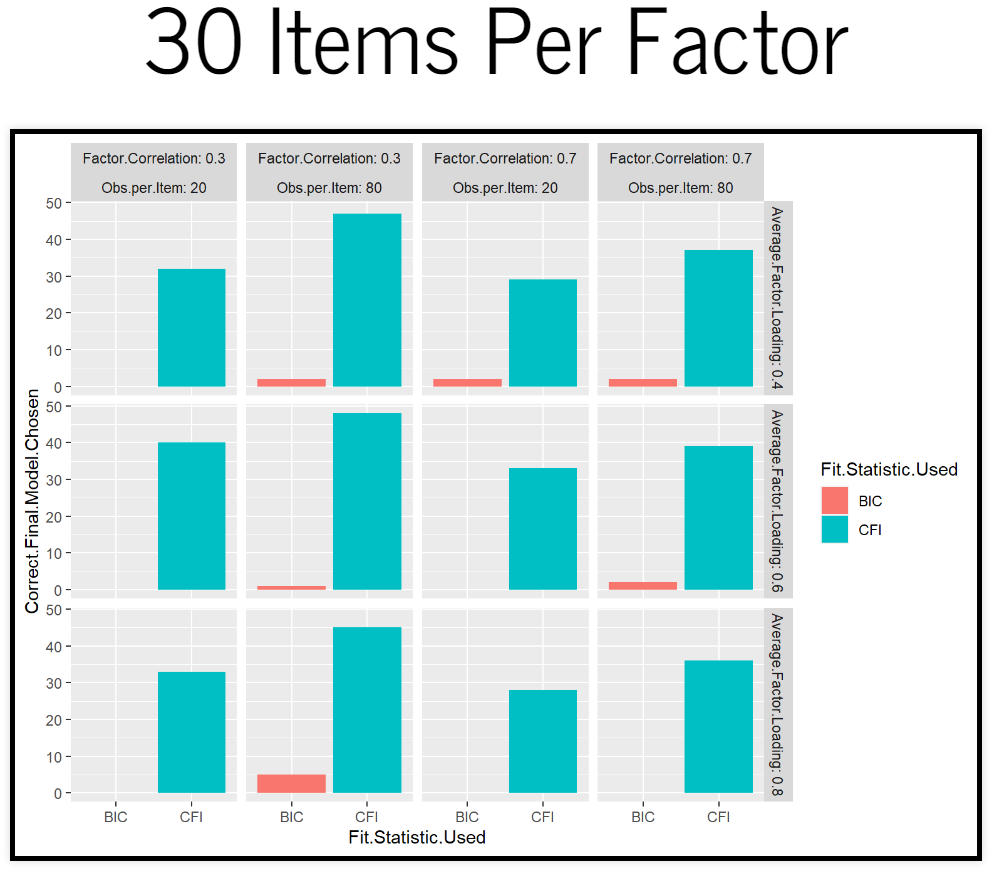 30 Items Per Factor
Factor.Correlation: 0.3
Factor.Correlation: 0.3
Factor.Correlation: 0.7
Factor.Correlation: 0.7
Obs.per.Item: 20
Obs.per.Item: 80
Obs.per.Item: 20
Obs.per.Item: 80
Correct.Final.Model.Chosen
50
40
30
20
10
0
Average.Factor.Loading: 0.4
50
40
30
20
10
0
Average.Factor.Loading: 0.6
50
40
30
20
10
0
Average.Factor.Loading: 0.8
BIC
CFI
BIC
CFI
BIC
CFI
BIC
CFI
Fit.Statistic.Used
Fit.Statistic.Used
BIC
CFI